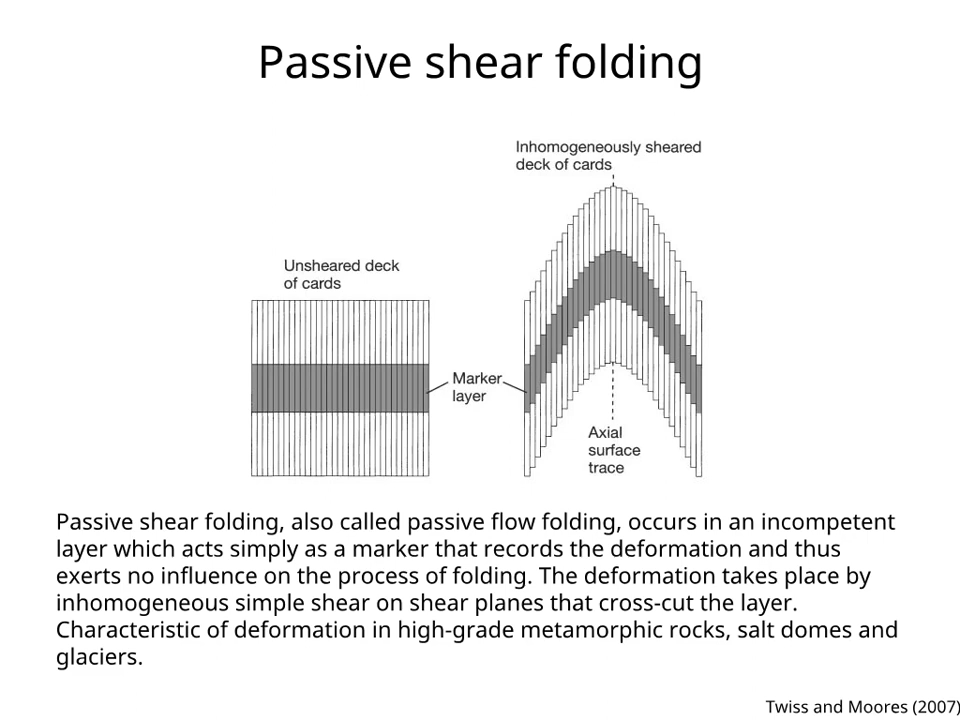 Passive shear folding
Inhomogeneously sheared
deck of cards
Unsheared deck
of cards
Marker
layer
Axial
surface
trace
Passive shear folding, also called passive flow folding, occurs in an incompetent
layer which acts simply as a marker that records the deformation and thus
exerts no influence on the process of folding. The deformation takes place by
inhomogeneous simple shear on shear planes that cross-cut the layer.
Characteristic of deformation in high-grade metamorphic rocks, salt domes and
glaciers.
Twiss and Moores (2007)